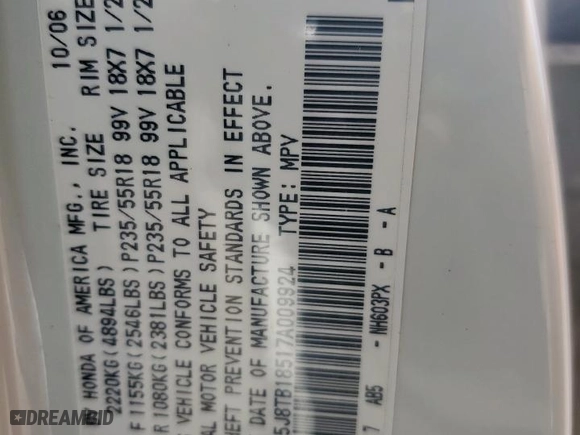 HONDA OF AMERICA MFG., INC. 10/06
2220KG(4894LBS) TIRE SIZE RIM SIZE
F 1155KG(2546LBS)P235/55R18 99V 18X7 1/2
R 1080KG(2381LBS)P235/55R18 99V 18X7 1/2
VEHICLE CONFORMS TO ALL APPLICABLE
MOTOR VEHICLE SAFETY
THEFT PREVENTION STANDARDS IN EFFECT
DATE OF MANUFACTURE SHOWN ABOVE.
5J8TB18517A009924 TYPE: MPV
7 AB5 - NH603PX - B - A
DREAMBID